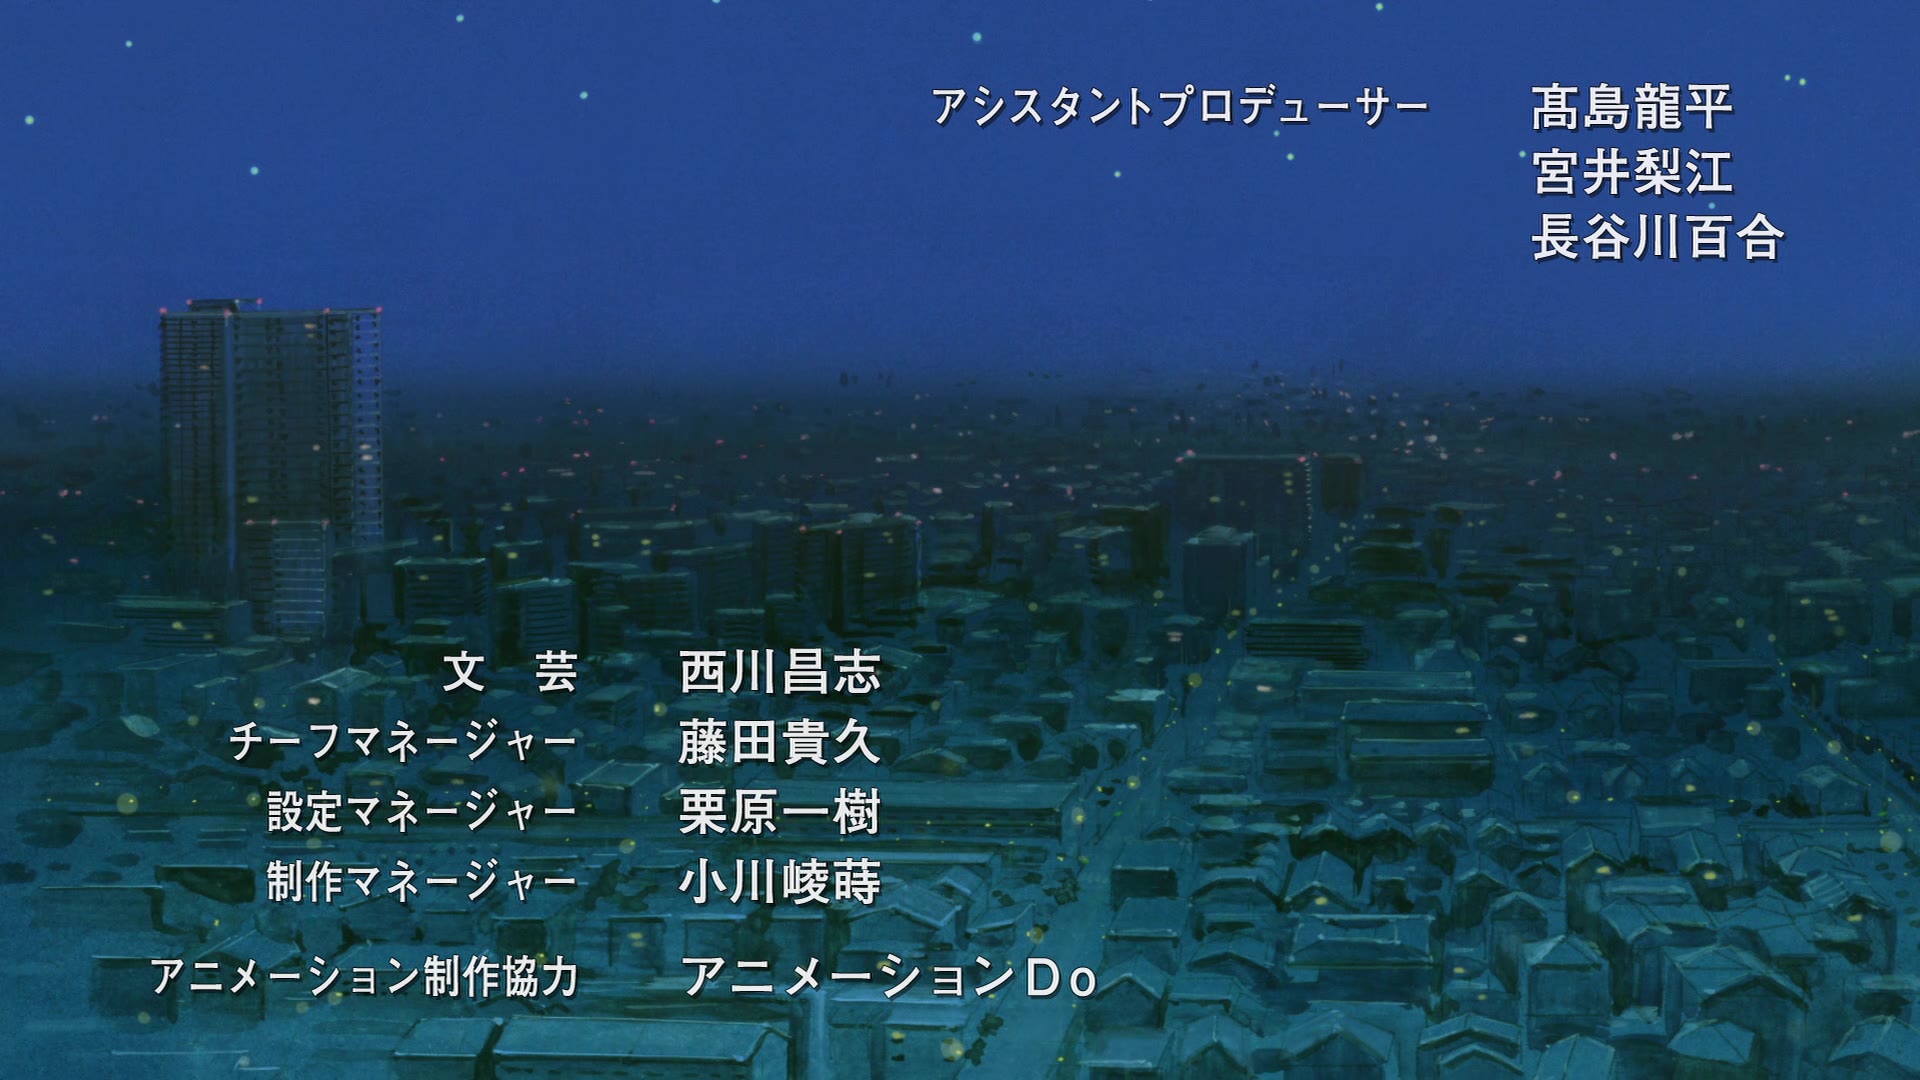 アシスタントプロデューサー 髙島龍平
宮井梨江
長谷川百合
文 芸 西川昌志
チーフマネージャー 藤田貴久
設定マネージャー 栗原一樹
制作マネージャー 小川崚蒔
アニメーション制作協力 アニメーションDo